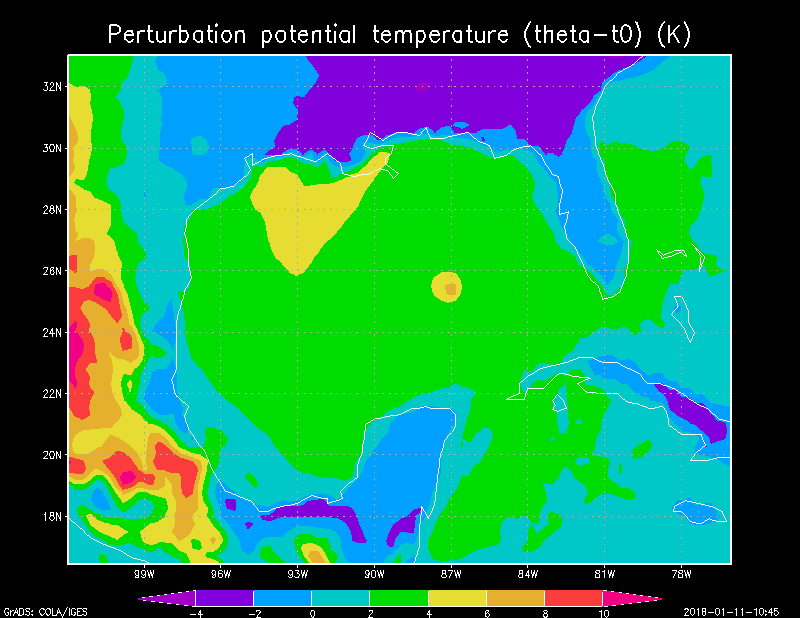 Perturbation potential temperature (theta−t0) (K)
32N
30N
28N
26N
24N
22N
20N
18N
99W 96W 93W 90W 87W 84W 81W 78W
−4 −2 0 2 4 6 8 10
GrADS: COLA/IGES 2018−01−11−10:45